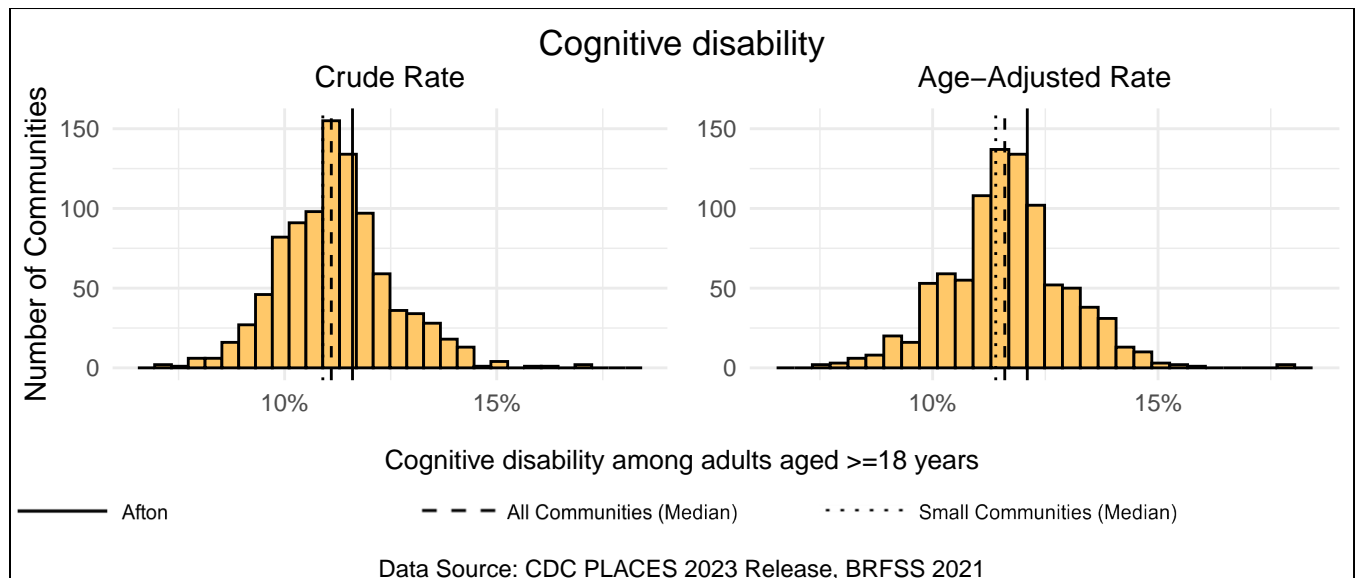 Cognitive disability
Crude Rate
Age−Adjusted Rate
Number of Communities
150
100
50
0
10%
15%
150
100
50
0
10%
15%
Cognitive disability among adults aged >=18 years
Afton
All Communities (Median)
Small Communities (Median)
Data Source: CDC PLACES 2023 Release, BRFSS 2021